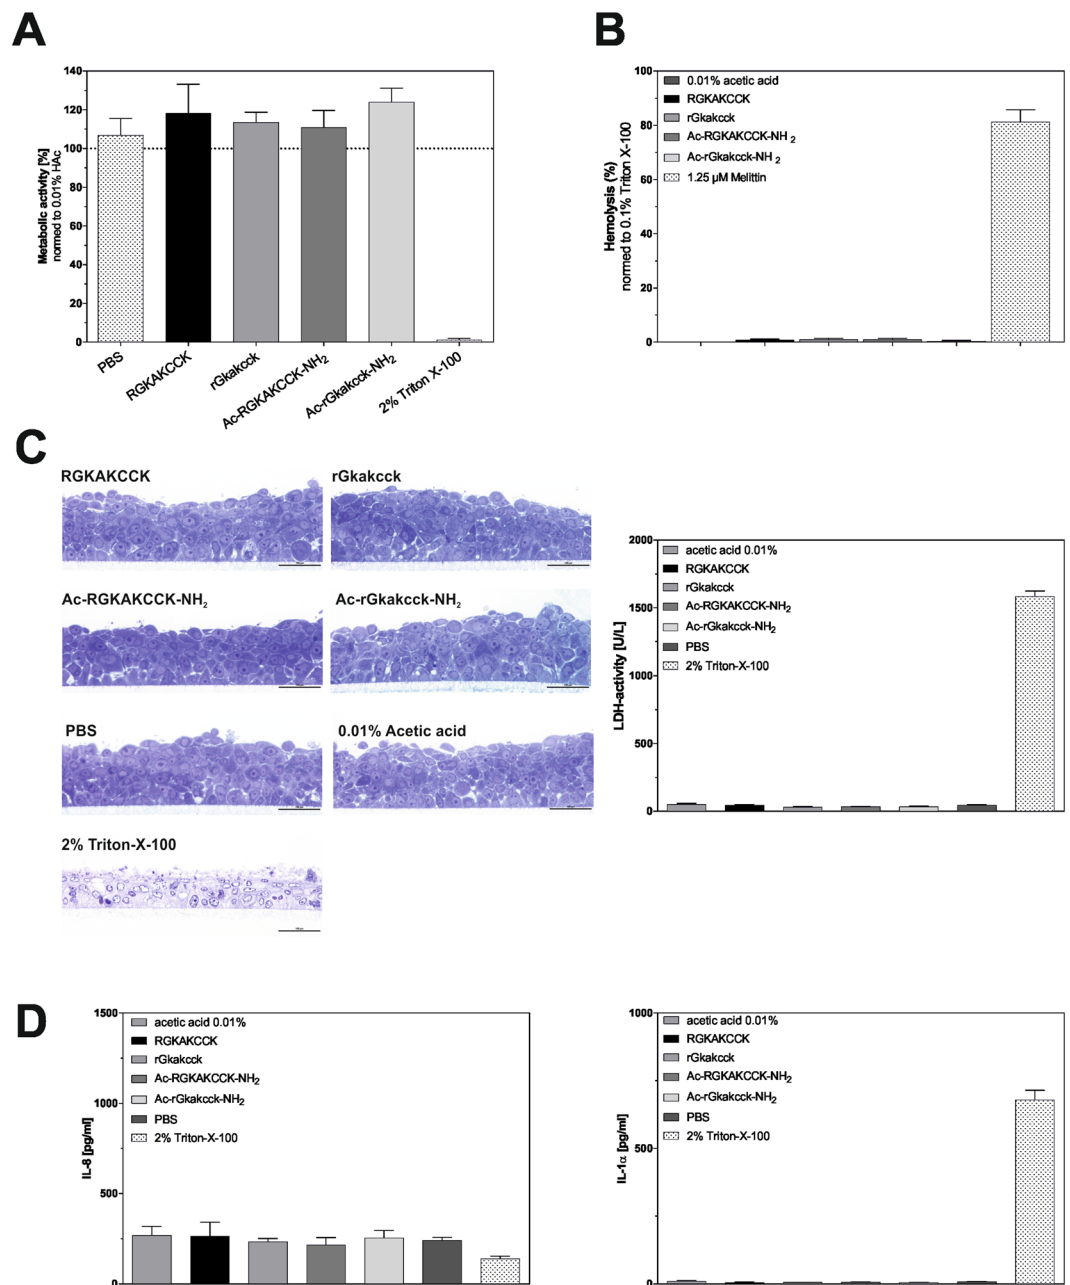 A
Metabolic activity [%]
normed to 0.01% HAc
140
120
100
80
60
40
20
0
PBS
RGKAKCCK
rGkakcck
Ac-RGKAKCCK-NH2
Ac-rGkakcck-NH2
2% Triton X-100
B
Hemolysis (%)
normed to 0.1% Triton X-100
100
80
60
40
20
0
0.01% acetic acid
RGKAKCCK
rGkakcck
Ac-RGKAKCCK-NH 2
Ac-rGkakcck-NH 2
1.25 µM Melittin
C
RGKAKCCK
rGkakcck
Ac-RGKAKCCK-NH2
Ac-rGkakcck-NH2
PBS
0.01% Acetic acid
2% Triton-X-100
LDH-activity [U/L]
2000
1500
1000
500
0
acetic acid 0.01%
RGKAKCCK
rGkakcck
Ac-RGKAKCCK-NH2
Ac-rGkakcck-NH2
PBS
2% Triton-X-100
D
IL-8 [pg/ml]
1500
1000
500
0
acetic acid 0.01%
RGKAKCCK
rGkakcck
Ac-RGKAKCCK-NH2
Ac-rGkakcck-NH2
PBS
2% Triton-X-100
IL-1α [pg/ml]
1000
500
0
acetic acid 0.01%
RGKAKCCK
rGkakcck
Ac-RGKAKCCK-NH2
Ac-rGkakcck-NH2
PBS
2% Triton-X-100